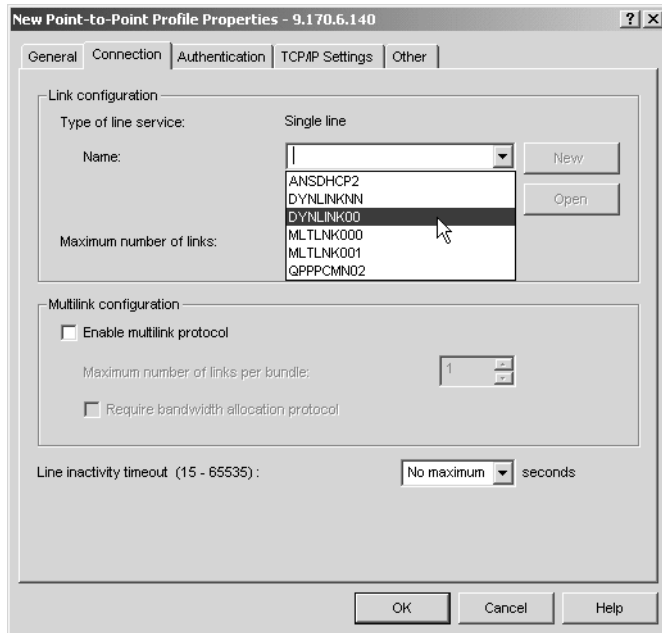 New Point-to-Point Profile Properties - 9.170.6.140
General Connection Authentication TCP/IP Settings Other
Link configuration
Type of line service: Single line
Name: New
ANSDHCP2
DYNLINKNN Open
DYNLINK00
Maximum number of links: MLTLNK000
MLTLNK001
QPPPCMN02
Multilink configuration
Enable multilink protocol
Maximum number of links per bundle: 1
Require bandwidth allocation protocol
Line inactivity timeout (15 - 65535) : No maximum seconds
OK Cancel Help